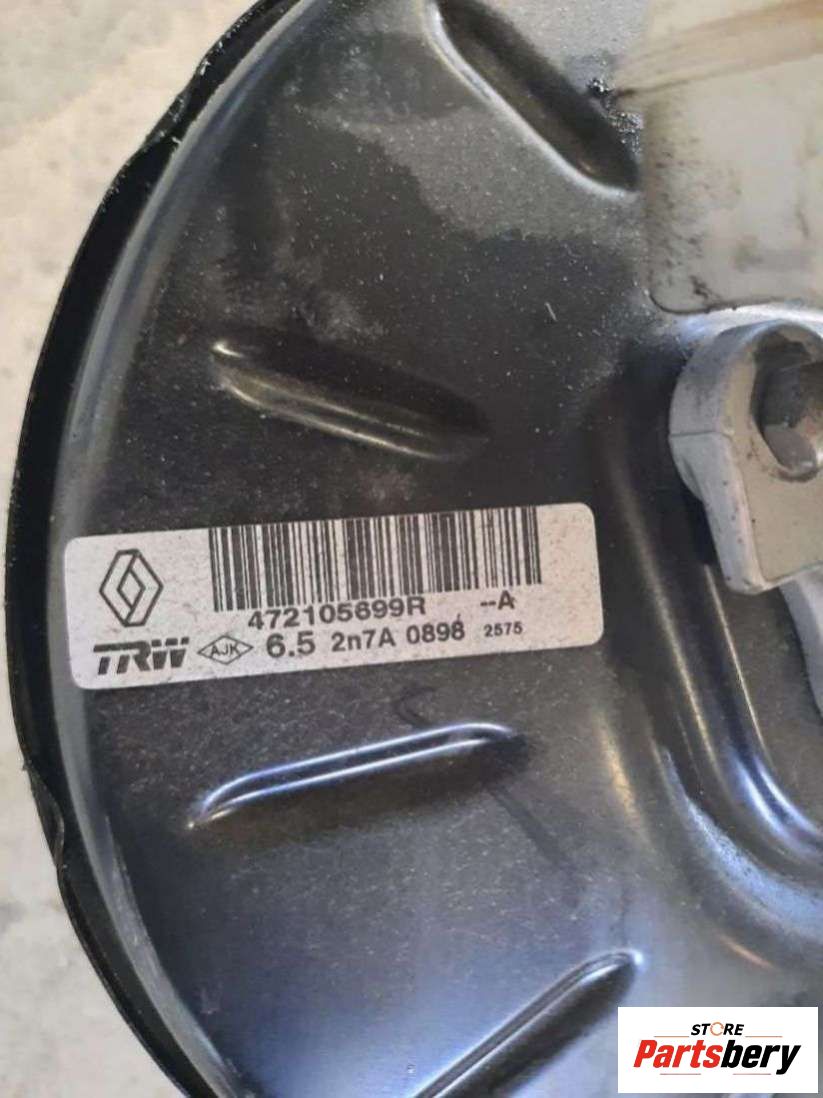 472105699R --A
TRW AJK 6.5 2n7A 0898 2575
STORE
Partsbery